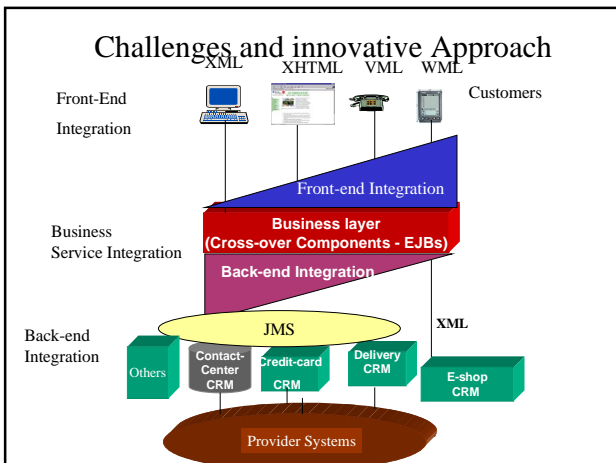 Challenges and innovative Approach
XML
XHTML
VML
WML
Front-End
Integration
Customers
Front-end Integration
Business
Service Integration
Business layer
(Cross-over Components - EJBs)
Back-end Integration
Back-end
Integration
JMS
XML
Others
Contact-
Center
CRM
Credit-card
CRM
Delivery
CRM
E-shop
CRM
Provider Systems